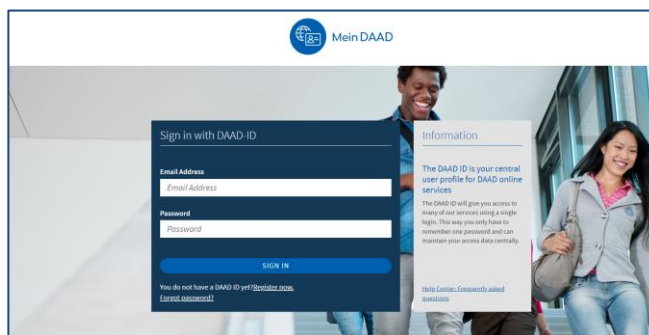 Mein DAAD
Sign in with DAAD-ID
Email Address
Email Address
Password
Password
SIGN IN
You do not have a DAAD ID yet?Register now.
Forgot password?
Information
The DAAD ID is your central
user profile for DAAD online
services
The DAAD ID will give you access to
many of our services using a single
login. This way you only have to
remember one password and can
maintain your access data centrally.
Help Center: Frequently asked
questions